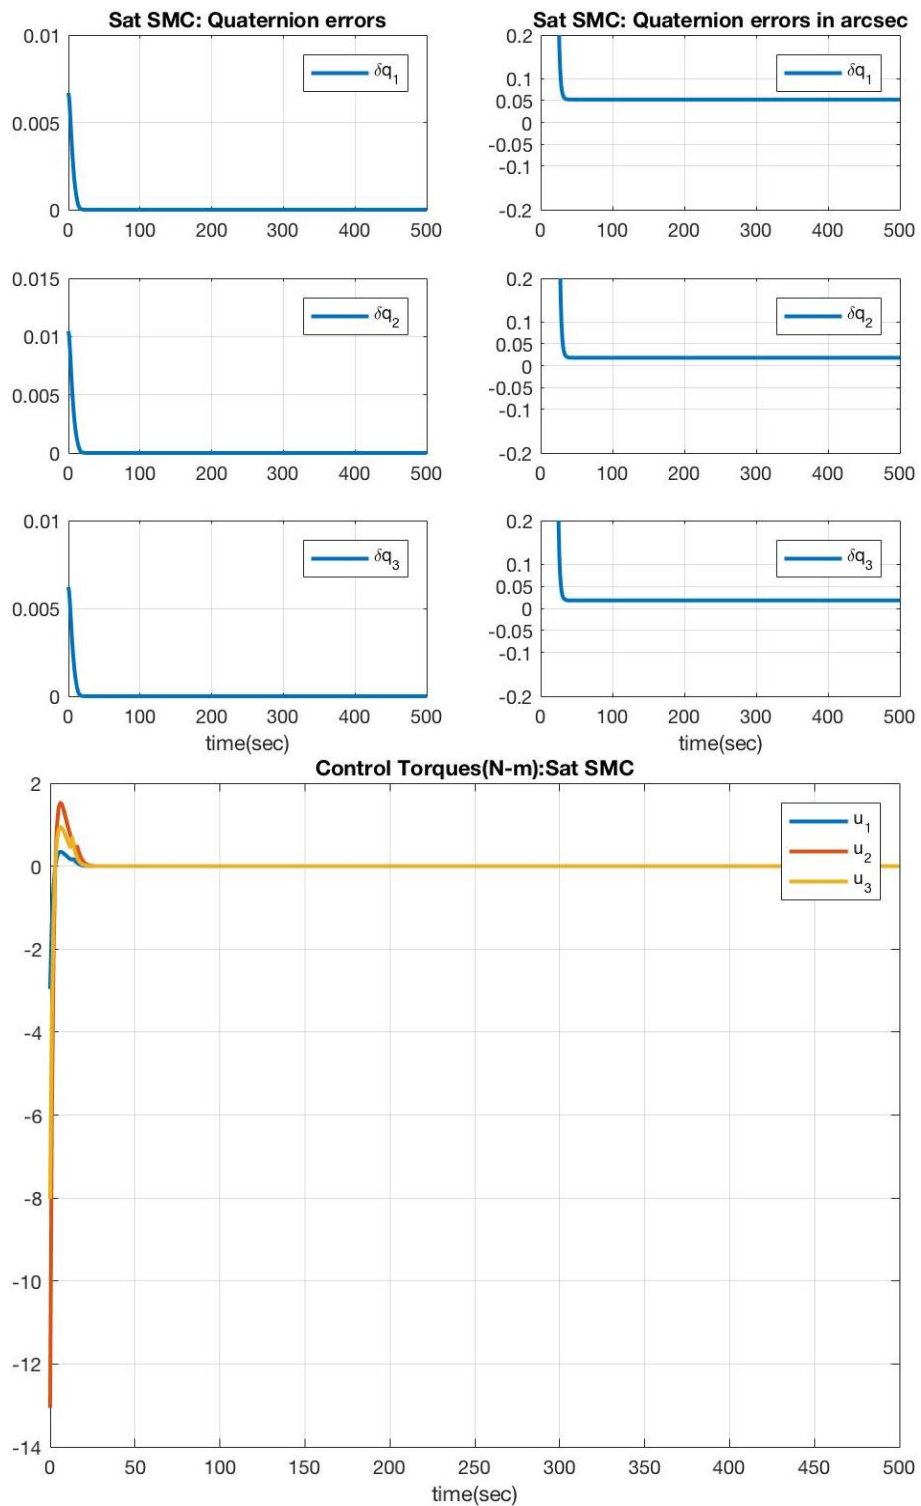 Sat SMC: Quaternion errors
0.01
0.005
0
δq1
0 100 200 300 400 500
Sat SMC: Quaternion errors in arcsec
0.2
0.1
0.05
0
-0.05
-0.1
-0.2
δq1
0 100 200 300 400 500
0.015
0.01
0.005
0
δq2
0 100 200 300 400 500
0.2
0.1
0.05
0
-0.05
-0.1
-0.2
δq2
0 100 200 300 400 500
0.01
0.005
0
δq3
0 100 200 300 400 500
time(sec)
0.2
0.1
0.05
0
-0.05
-0.1
-0.2
δq3
0 100 200 300 400 500
time(sec)
Control Torques(N-m):Sat SMC
2
0
-2
-4
-6
-8
-10
-12
-14
u1
u2
u3
0 50 100 150 200 250 300 350 400 450 500
time(sec)